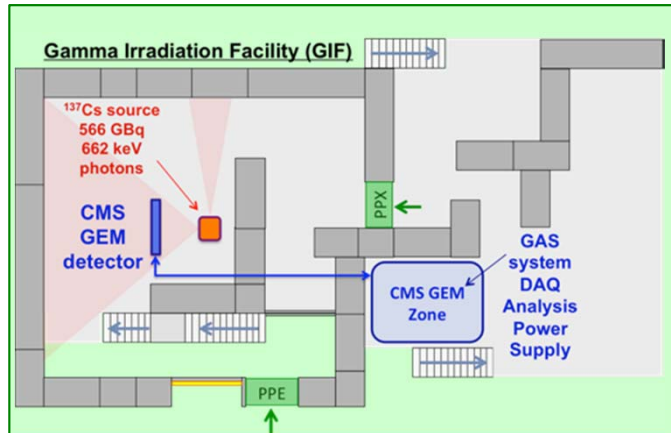 Gamma Irradiation Facility (GIF)
¹³⁷Cs source
566 GBq
662 keV
photons
CMS
GEM
detector
PPX
GAS
system
DAQ
Analysis
Power
Supply
CMS GEM
Zone
PPE